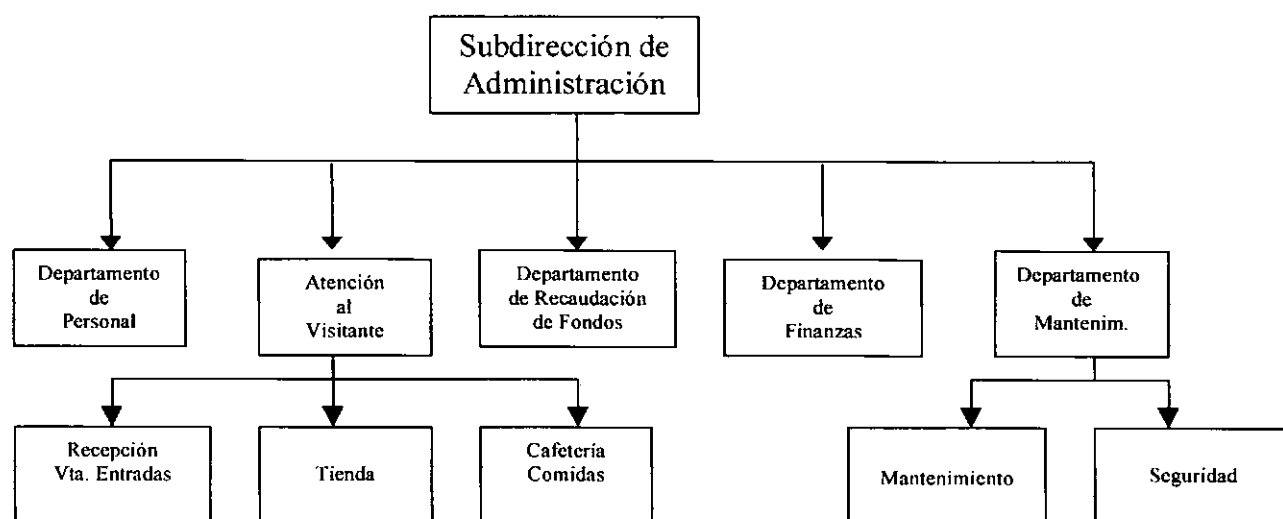 Subdirección de
Administración
Departamento
de
Personal
Atención
al
Visitante
Departamento
de Recaudación
de Fondos
Departamento
de
Finanzas
Departamento
de
Mantenim.
Recepción
Vta. Entradas
Tienda
Cafetería
Comidas
Mantenimiento
Seguridad